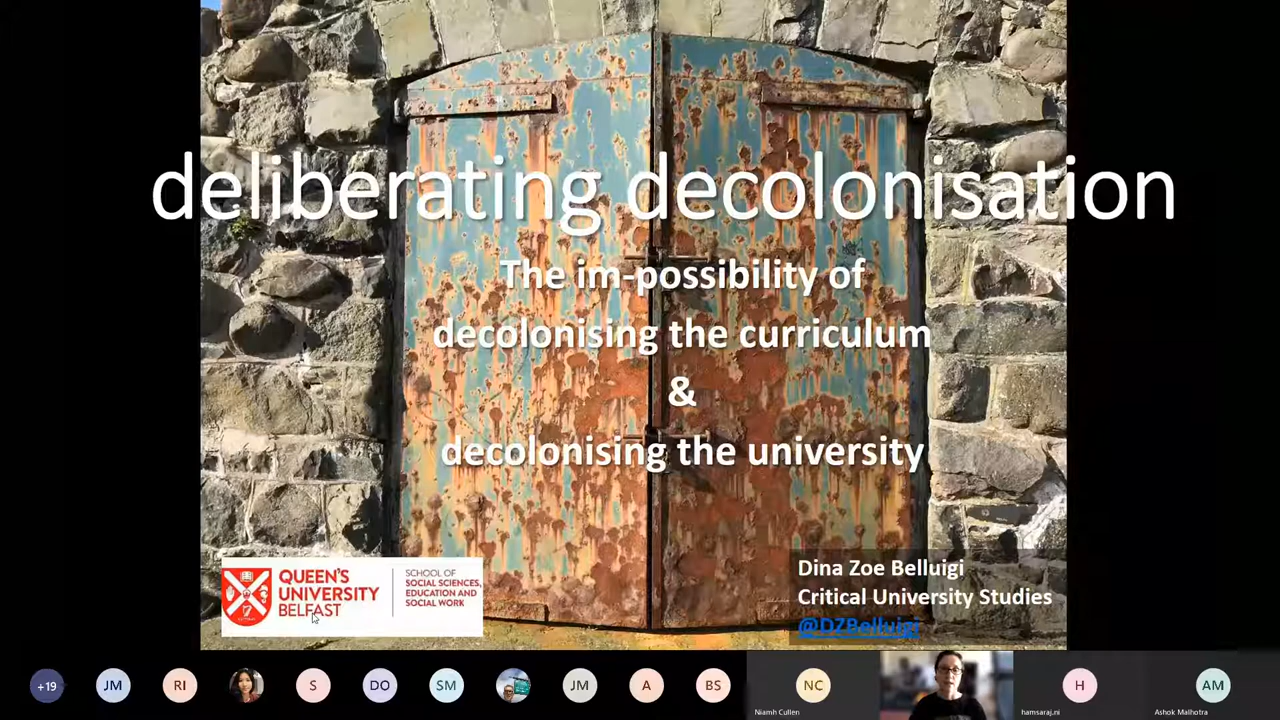 deliberating decolonisation
The im-possibility of
decolonising the curriculum
&
decolonising the university
QUEEN'S
UNIVERSITY
BELFAST
SCHOOL OF
SOCIAL SCIENCES,
EDUCATION AND
SOCIAL WORK
Dina Zoe Belluigi
Critical University Studies
@DZBelluigi
+19
JM
RI
S
DO
SM
JM
A
BS
NC
H
AM
Niamh Cullen
hamsaraj.ni
Ashok Malhotra